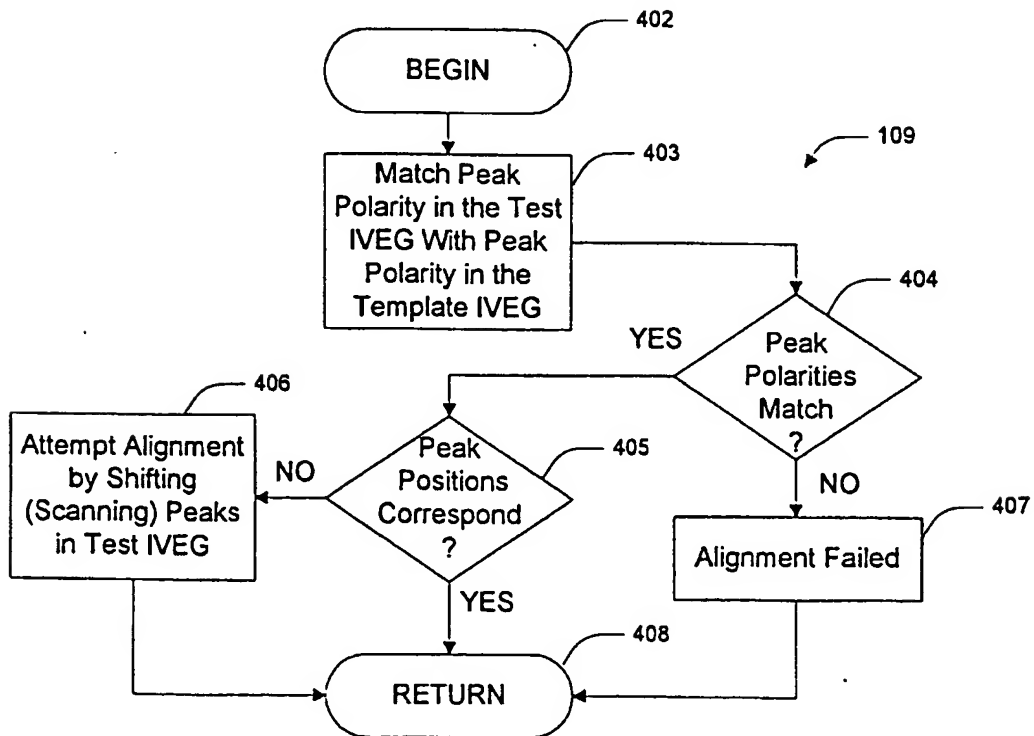 402
BEGIN
403
109
Match Peak
Polarity in the Test
IVEG With Peak
Polarity in the
Template IVEG
404
YES
Peak
Polarities
Match
?
406
Attempt Alignment
by Shifting
(Scanning) Peaks
in Test IVEG
NO
Peak
Positions
Correspond
?
405
NO
407
Alignment Failed
YES
408
RETURN